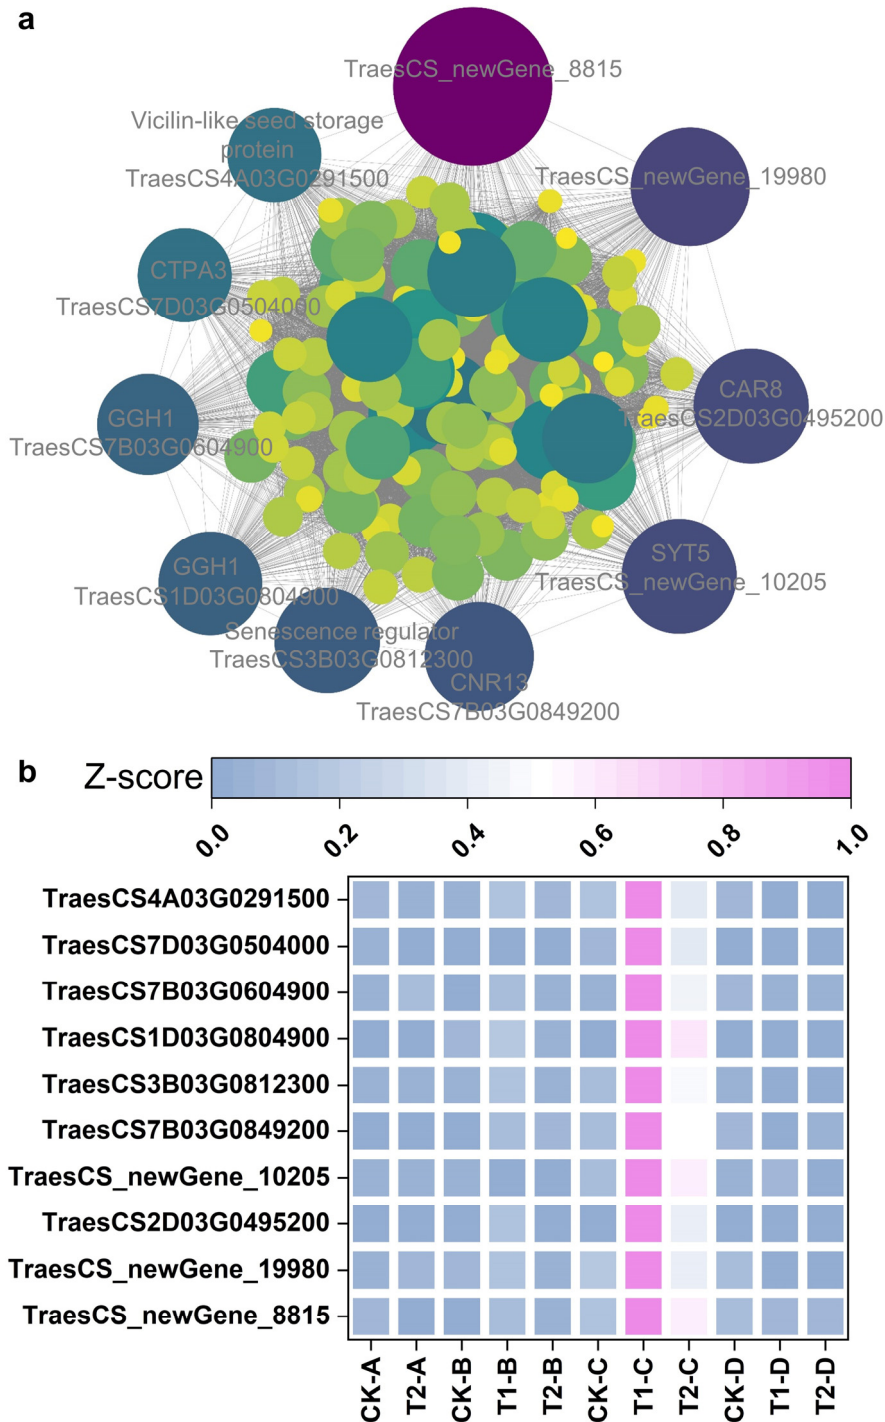 a
TraesCS_newGene_8815
Vicilin-like seed storage
protein
TraesCS4A03G0291500
TraesCS_newGene_19980
CTPA3
TraesCS7D03G0504000
CAR8
TraesCS2D03G0495200
GGH1
TraesCS7B03G0604900
SYT5
TraesCS_newGene_10205
GGH1
TraesCS1D03G0804900
Senescence regulator
TraesCS3B03G0812300
CNR13
TraesCS7B03G0849200
b
Z-score
0.0 0.2 0.4 0.6 0.8 1.0
TraesCS4A03G0291500
TraesCS7D03G0504000
TraesCS7B03G0604900
TraesCS1D03G0804900
TraesCS3B03G0812300
TraesCS7B03G0849200
TraesCS_newGene_10205
TraesCS2D03G0495200
TraesCS_newGene_19980
TraesCS_newGene_8815
CK-A T2-A CK-B T1-B T2-B CK-C T1-C T2-C CK-D T1-D T2-D